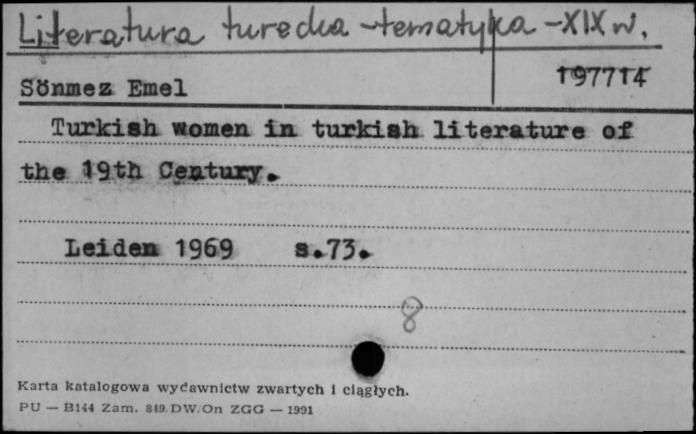 Literatura turecka - tematyka - XIX w.
197714
Sönmez Emel
Turkish women in turkish literature of
the 19th Century.
Leiden 1969 s.73.
8
Karta katalogowa wydawnictw zwartych i ciągłych.
PU — B144 Zam. 849 DW/On ZGG — 1991